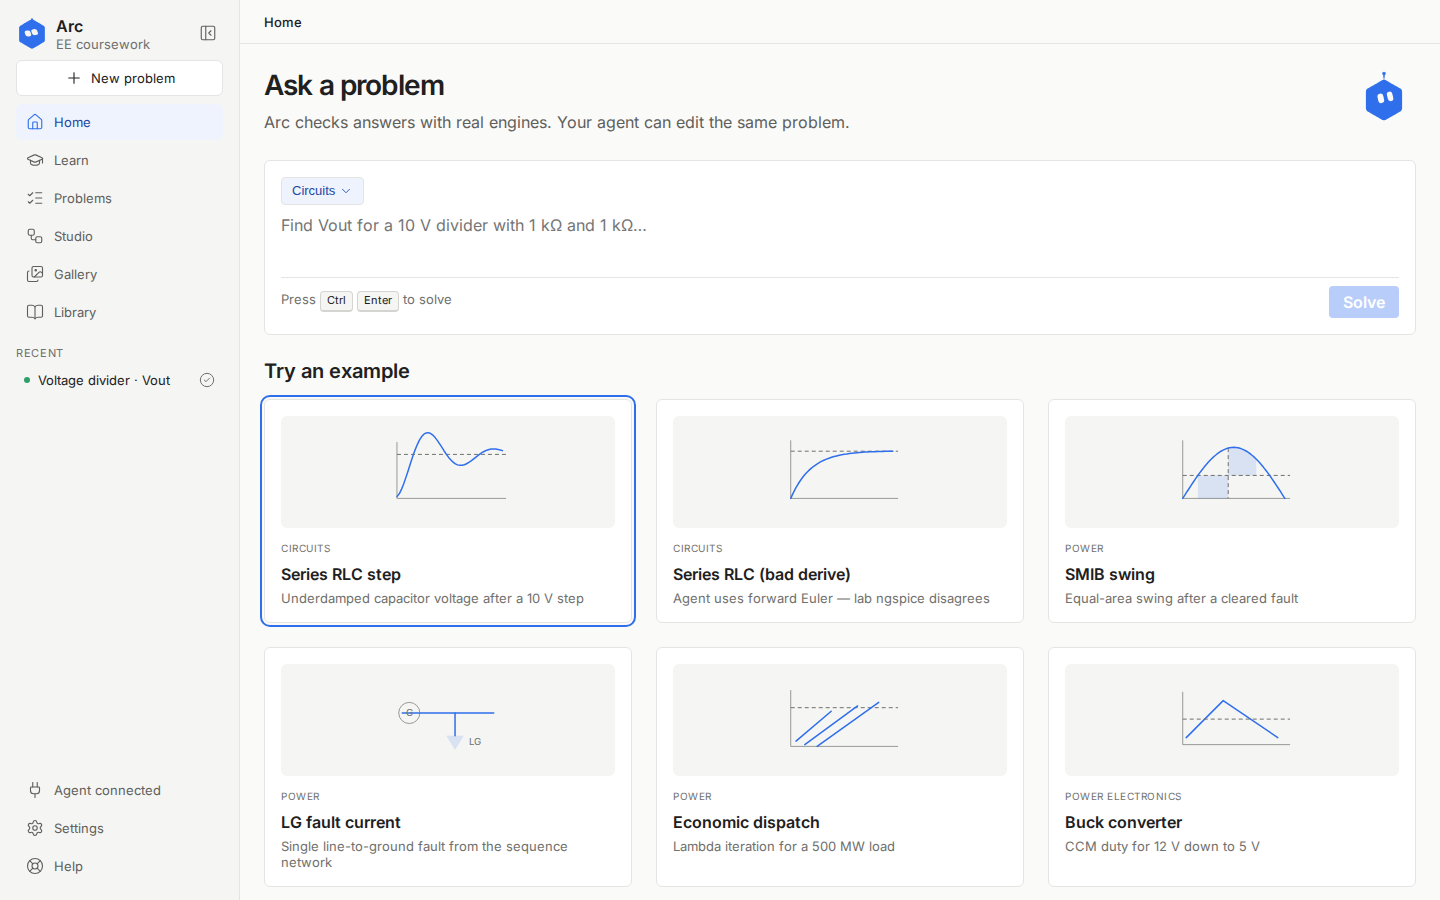 Arc
EE coursework
New problem
Home
Learn
Problems
Studio
Gallery
Library
RECENT
Voltage divider · Vout
Agent connected
Settings
Help
Home
Ask a problem
Arc checks answers with real engines. Your agent can edit the same problem.
Circuits
Find Vout for a 10 V divider with 1 kΩ and 1 kΩ...
Press Ctrl Enter to solve
Solve
Try an example
CIRCUITS
Series RLC step
Underdamped capacitor voltage after a 10 V step
CIRCUITS
Series RLC (bad derive)
Agent uses forward Euler — lab ngspice disagrees
POWER
SMIB swing
Equal-area swing after a cleared fault
G
LG
POWER
LG fault current
Single line-to-ground fault from the sequence
network
POWER
Economic dispatch
Lambda iteration for a 500 MW load
POWER ELECTRONICS
Buck converter
CCM duty for 12 V down to 5 V